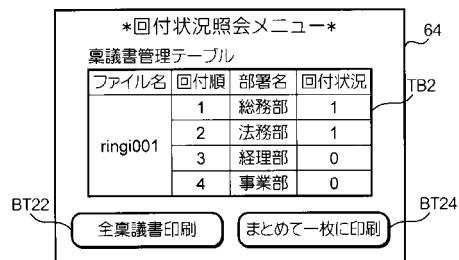 *回付状況照会メニュー*
64
稟議書管理テーブル
TB2
ファイル名 回付順 部署名 回付状況
ringi001
1 総務部 1
2 法務部 1
3 経理部 0
4 事業部 0
BT22
BT24
全稟議書印刷 まとめて一枚に印刷